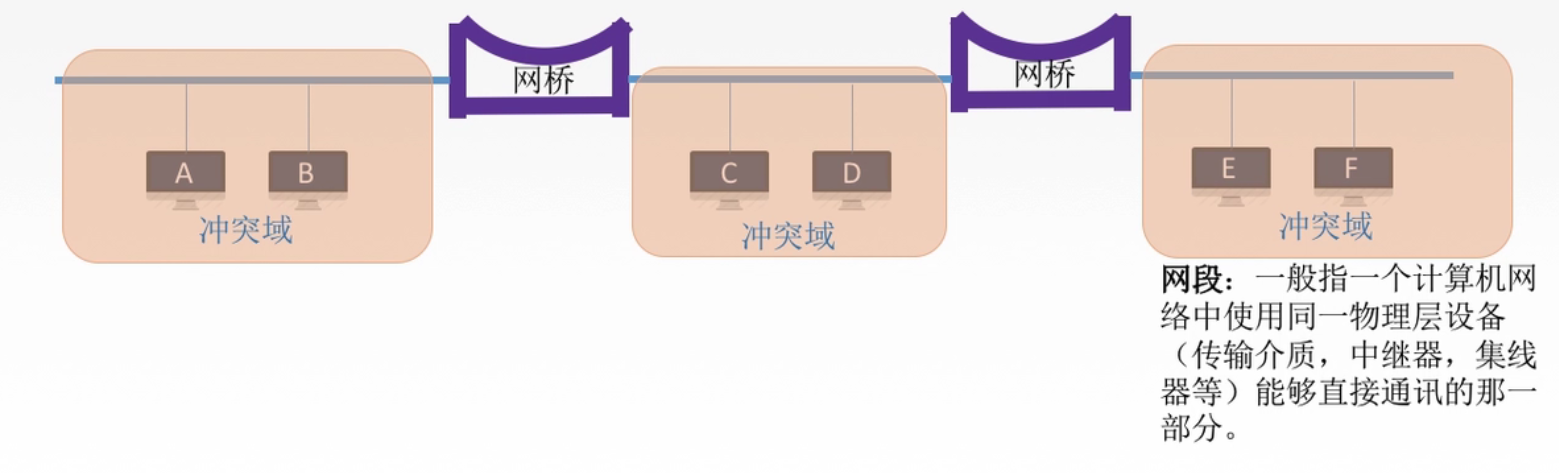 网桥
网桥
A
B
C
D
E
F
冲突域
冲突域
冲突域
网段：一般指一个计算机网
络中使用同一物理层设备
（传输介质，中继器，集线
器等）能够直接通讯的那一
部分。